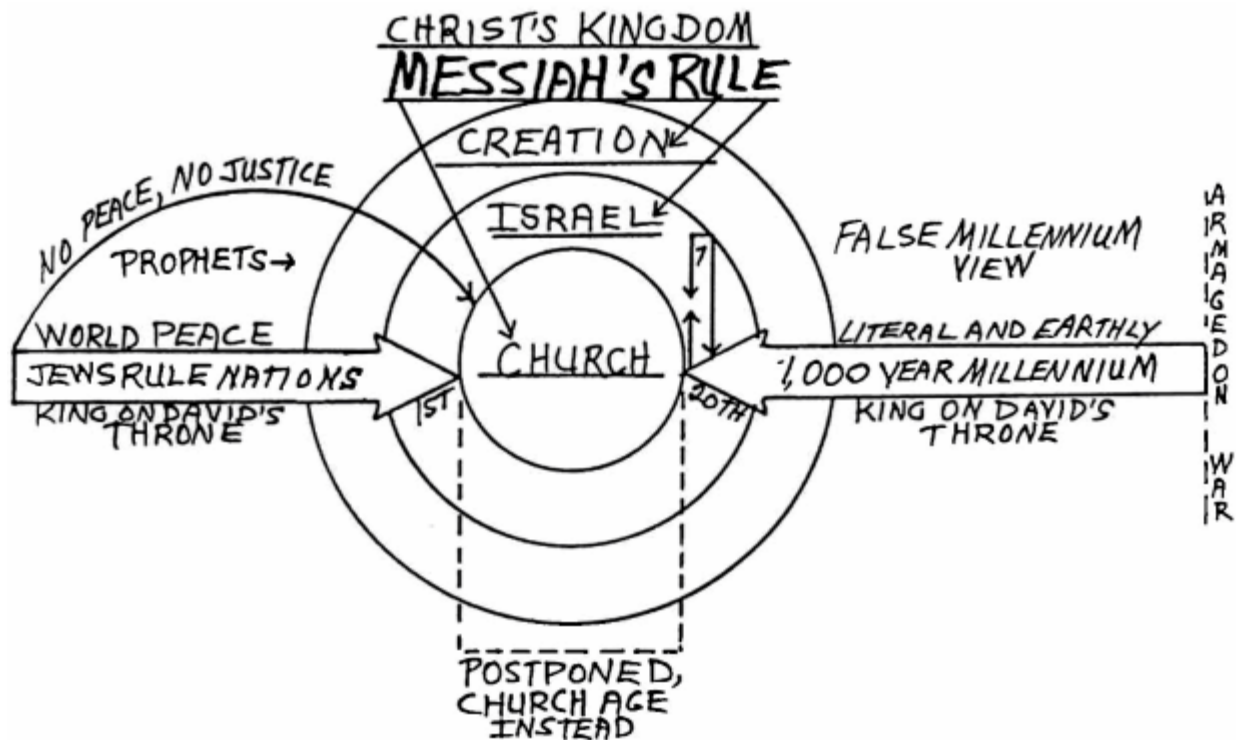 CHRIST'S KINGDOM
MESSIAH'S RULE
CREATION
ISRAEL
NO PEACE, NO JUSTICE
PROPHETS→
WORLD PEACE
JEWS RULE NATIONS
KING ON DAVID'S
THRONE
1ST
CHURCH
7
20TH
FALSE MILLENNIUM
VIEW
LITERAL AND EARTHLY
1,000 YEAR MILLENNIUM
KING ON DAVID'S
THRONE
ARMAGEDON WAR
POSTPONED,
CHURCH AGE
INSTEAD